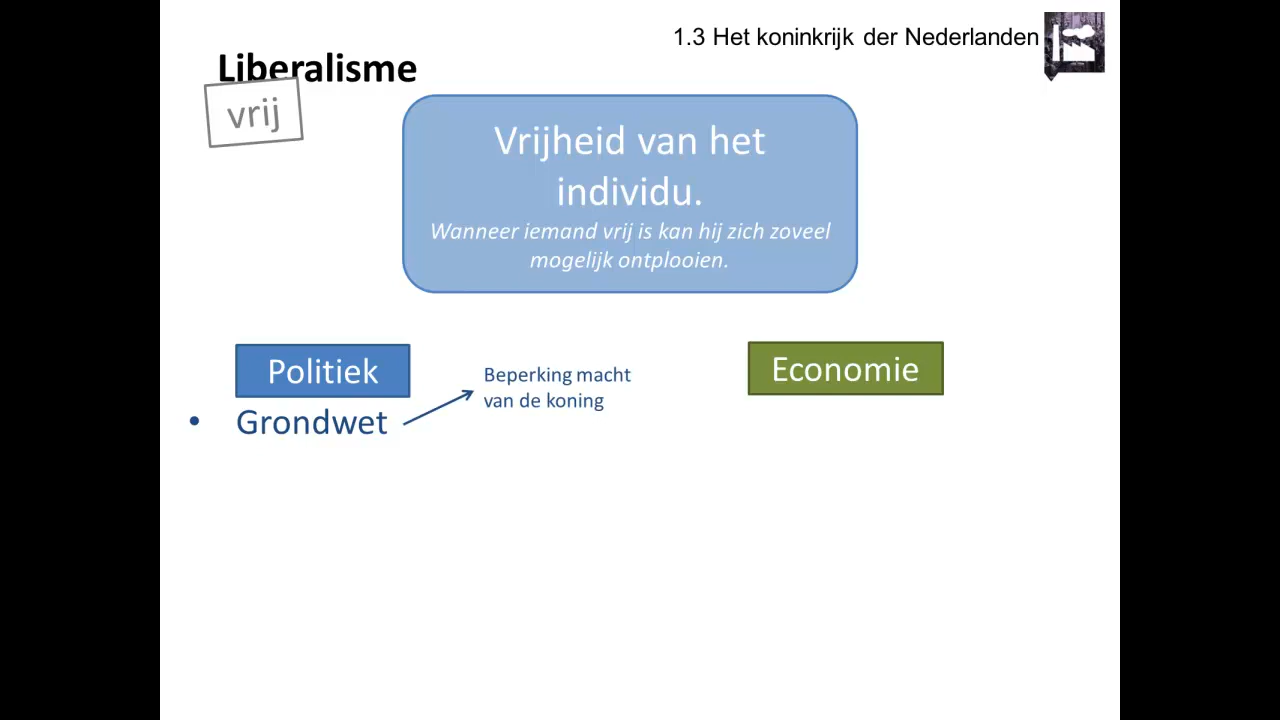 1.3 Het koninkrijk der Nederlanden
Liberalisme
vrij
Vrijheid van het
individu.
Wanneer iemand vrij is kan hij zich zoveel
mogelijk ontplooien.
Politiek
• Grondwet
Beperking macht
van de koning
Economie